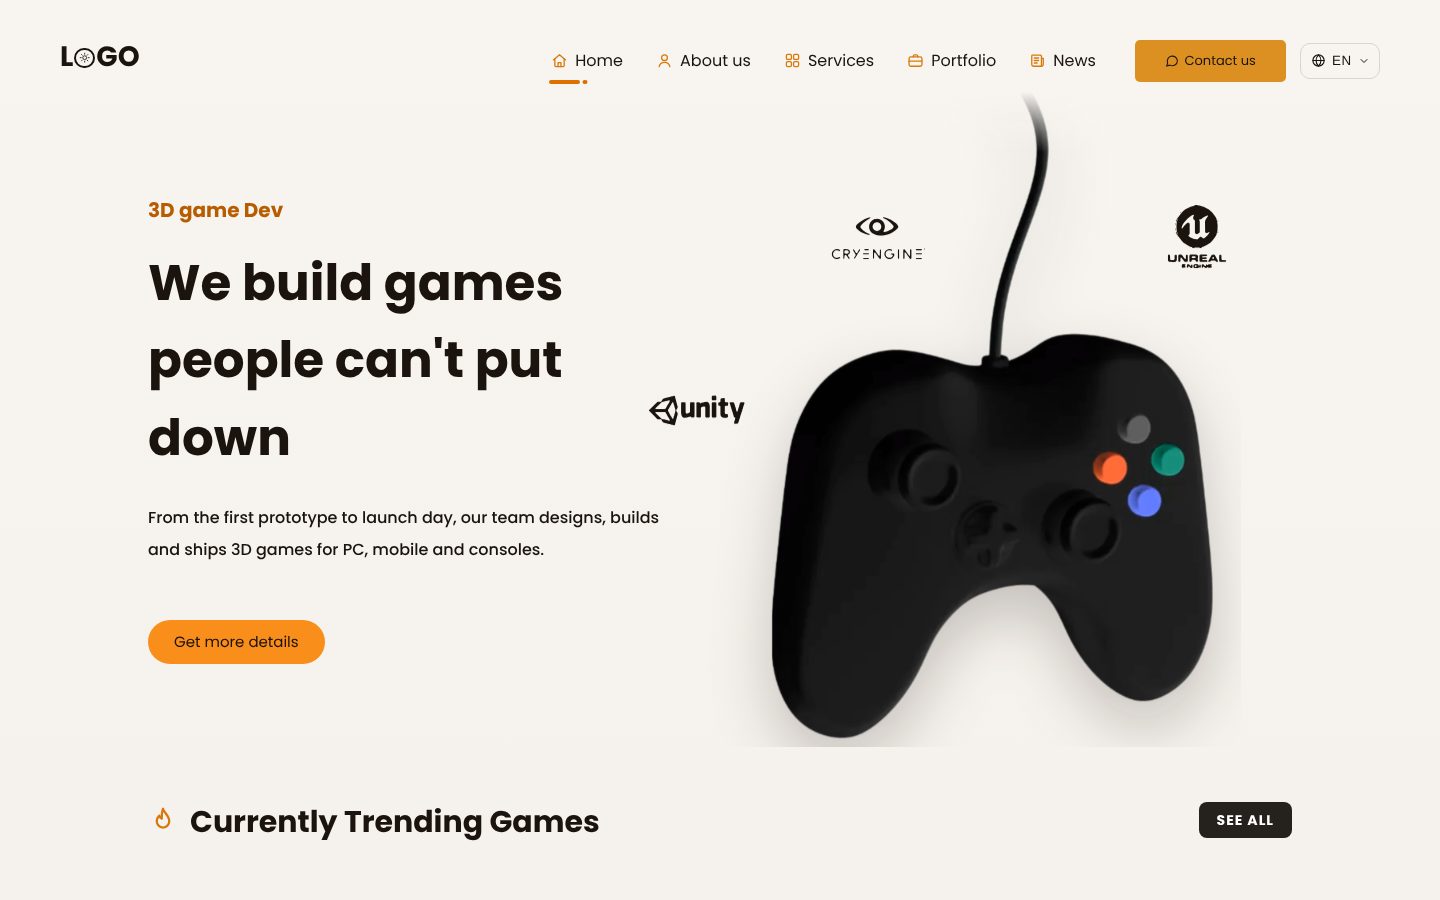 LOGO
Home
About us
Services
Portfolio
News
Contact us
EN
3D game Dev
We build games
people can't put
down
From the first prototype to launch day, our team designs, builds
and ships 3D games for PC, mobile and consoles.
Get more details
CRYENGINE
UNREAL
ENGINE
unity
Currently Trending Games
SEE ALL